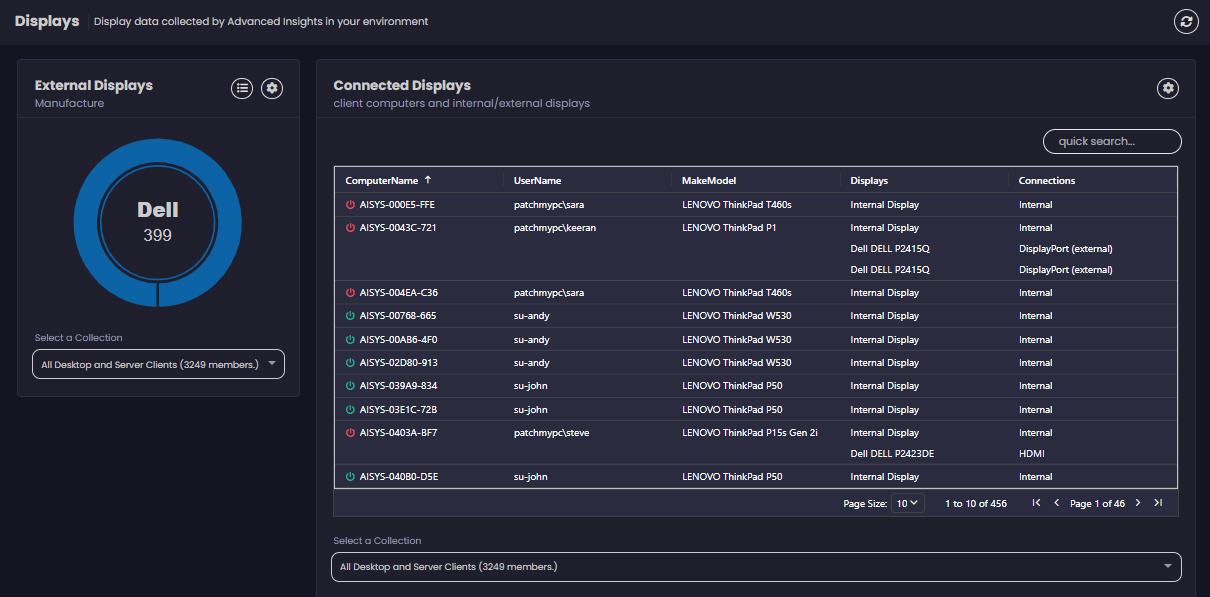 Displays Display data collected by Advanced Insights in your environment
External Displays
Manufacture
Dell
399
Select a Collection
All Desktop and Server Clients (3249 members.)
Connected Displays
client computers and internal/external displays
quick search...
ComputerName UserName MakeModel Displays Connections
AISYS-000E5-FFE patchmypc\sara LENOVO ThinkPad T460s Internal Display Internal
AISYS-0043C-721 patchmypc\keeran LENOVO ThinkPad P1 Internal Display Internal
Dell DELL P2415Q DisplayPort (external)
Dell DELL P2415Q DisplayPort (external)
AISYS-004EA-C36 patchmypc\sara LENOVO ThinkPad T460s Internal Display Internal
AISYS-00768-665 su-andy LENOVO ThinkPad W530 Internal Display Internal
AISYS-00AB6-4F0 su-andy LENOVO ThinkPad W530 Internal Display Internal
AISYS-02D80-913 su-andy LENOVO ThinkPad W530 Internal Display Internal
AISYS-039A9-834 su-john LENOVO ThinkPad P50 Internal Display Internal
AISYS-03E1C-72B su-john LENOVO ThinkPad P50 Internal Display Internal
AISYS-0403A-BF7 patchmypc\steve LENOVO ThinkPad P15s Gen 2i Internal Display Internal
Dell DELL P2423DE HDMI
AISYS-040B0-D5E su-john LENOVO ThinkPad P50 Internal Display Internal
Page Size: 10 1 to 10 of 456 Page 1 of 46
Select a Collection
All Desktop and Server Clients (3249 members.)